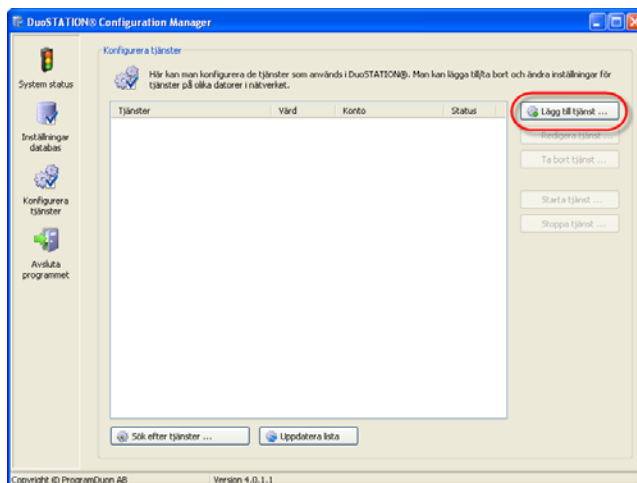 DuoSTATION® Configuration Manager
System status
Inställningar
databas
Konfigurera
tjänster
Avsluta
programmet
Konfigurera tjänster
Här kan man konfigurera de tjänster som används i DuoSTATION®. Man kan lägga till/ta bort och ändra inställningar för
tjänster på olika datorer i nätverket.
Tjänster Värd Konto Status
Lägg till tjänst ...
Redigera tjänst ...
Ta bort tjänst ...
Starta tjänst ...
Stoppa tjänst ...
Sök efter tjänster ...
Uppdatera lista
Copyright © ProgramDuon AB
Version 4.0.1.1